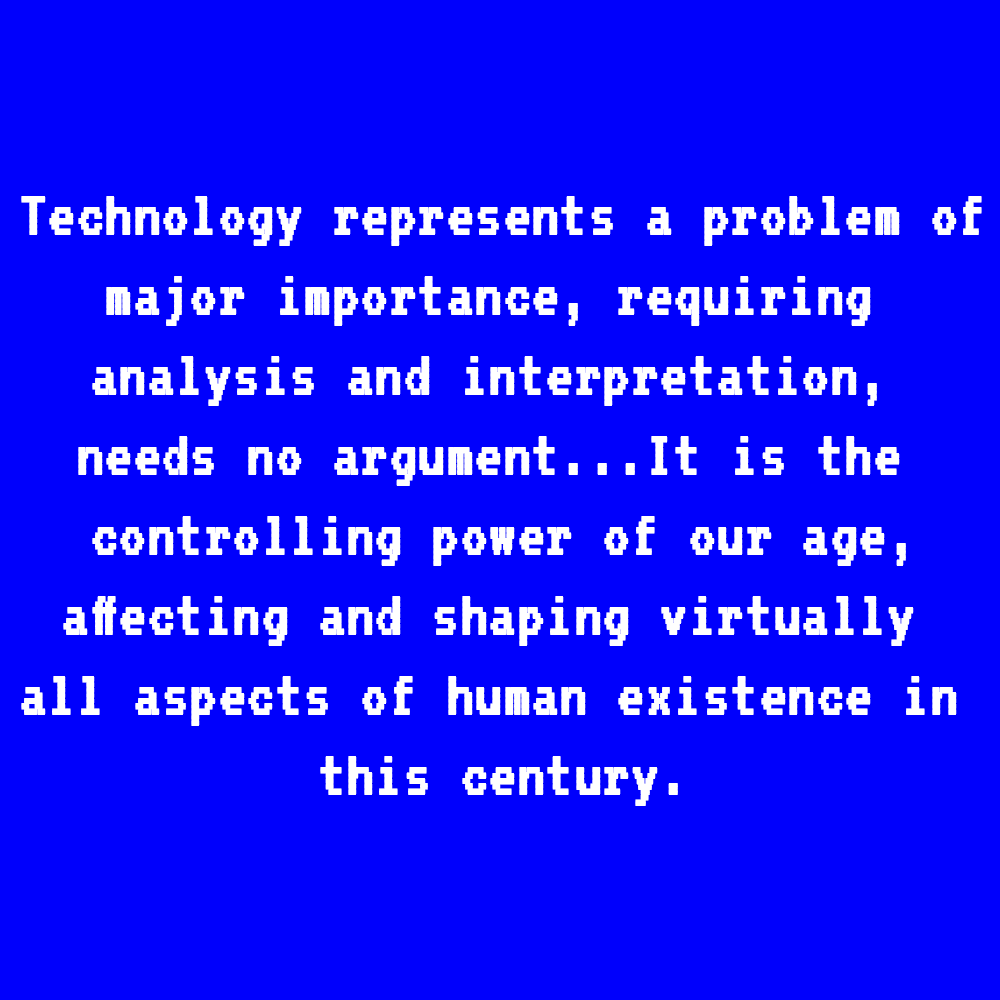 Technology represents a problem of
major importance, requiring
analysis and interpretation,
needs no argument...It is the
controlling power of our age,
affecting and shaping virtually
all aspects of human existence in
this century.